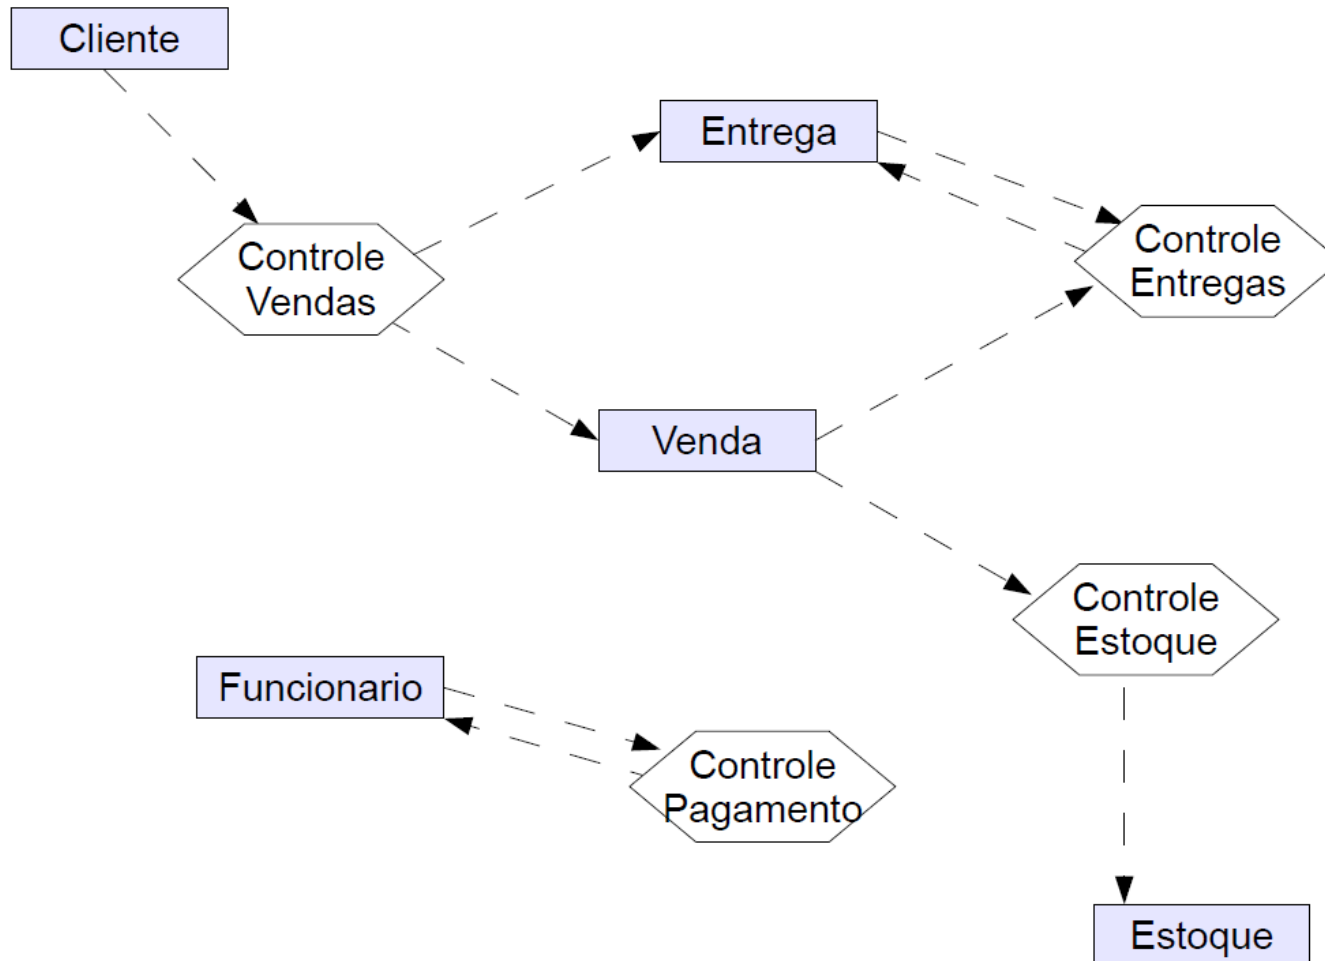 Cliente
Entrega
Controle
Vendas
Controle
Entregas
Venda
Controle
Estoque
Funcionario
Controle
Pagamento
Estoque